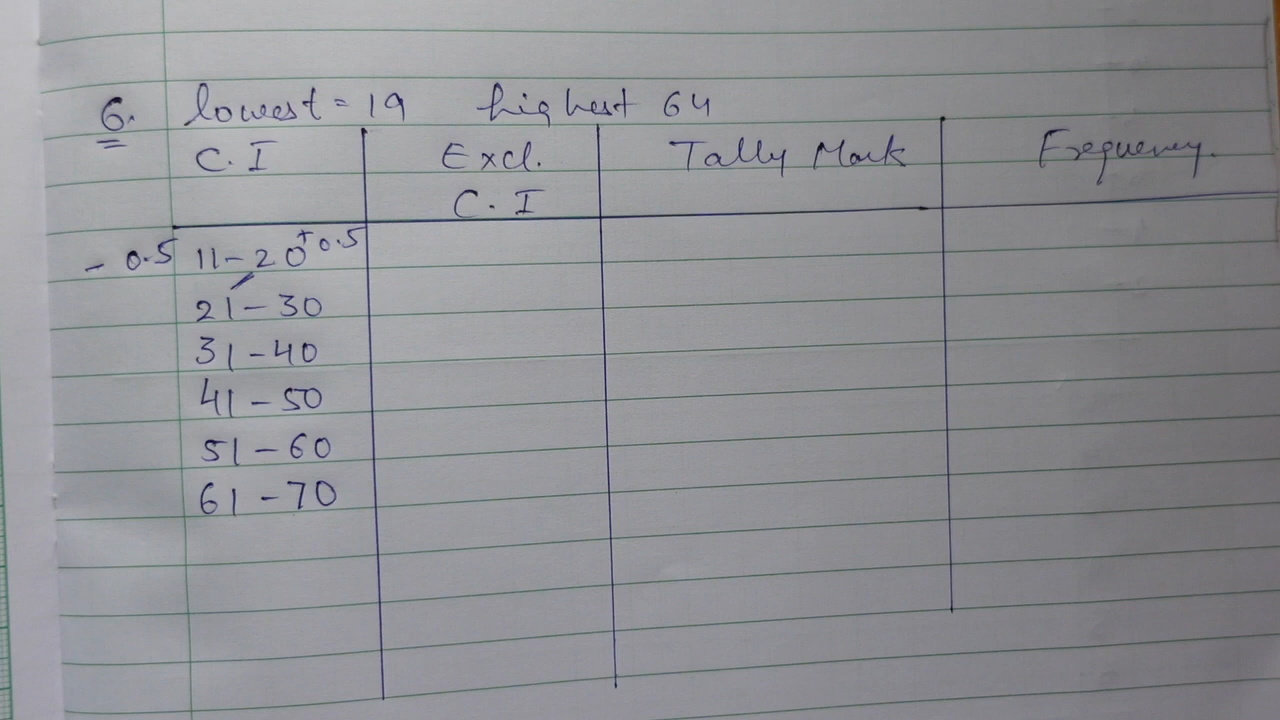 6. lowest = 19 highest 64
C.I Excl. C.I Tally Mark Frequency.
- 0.5 11-20 +0.5
21-30
31-40
41-50
51-60
61-70